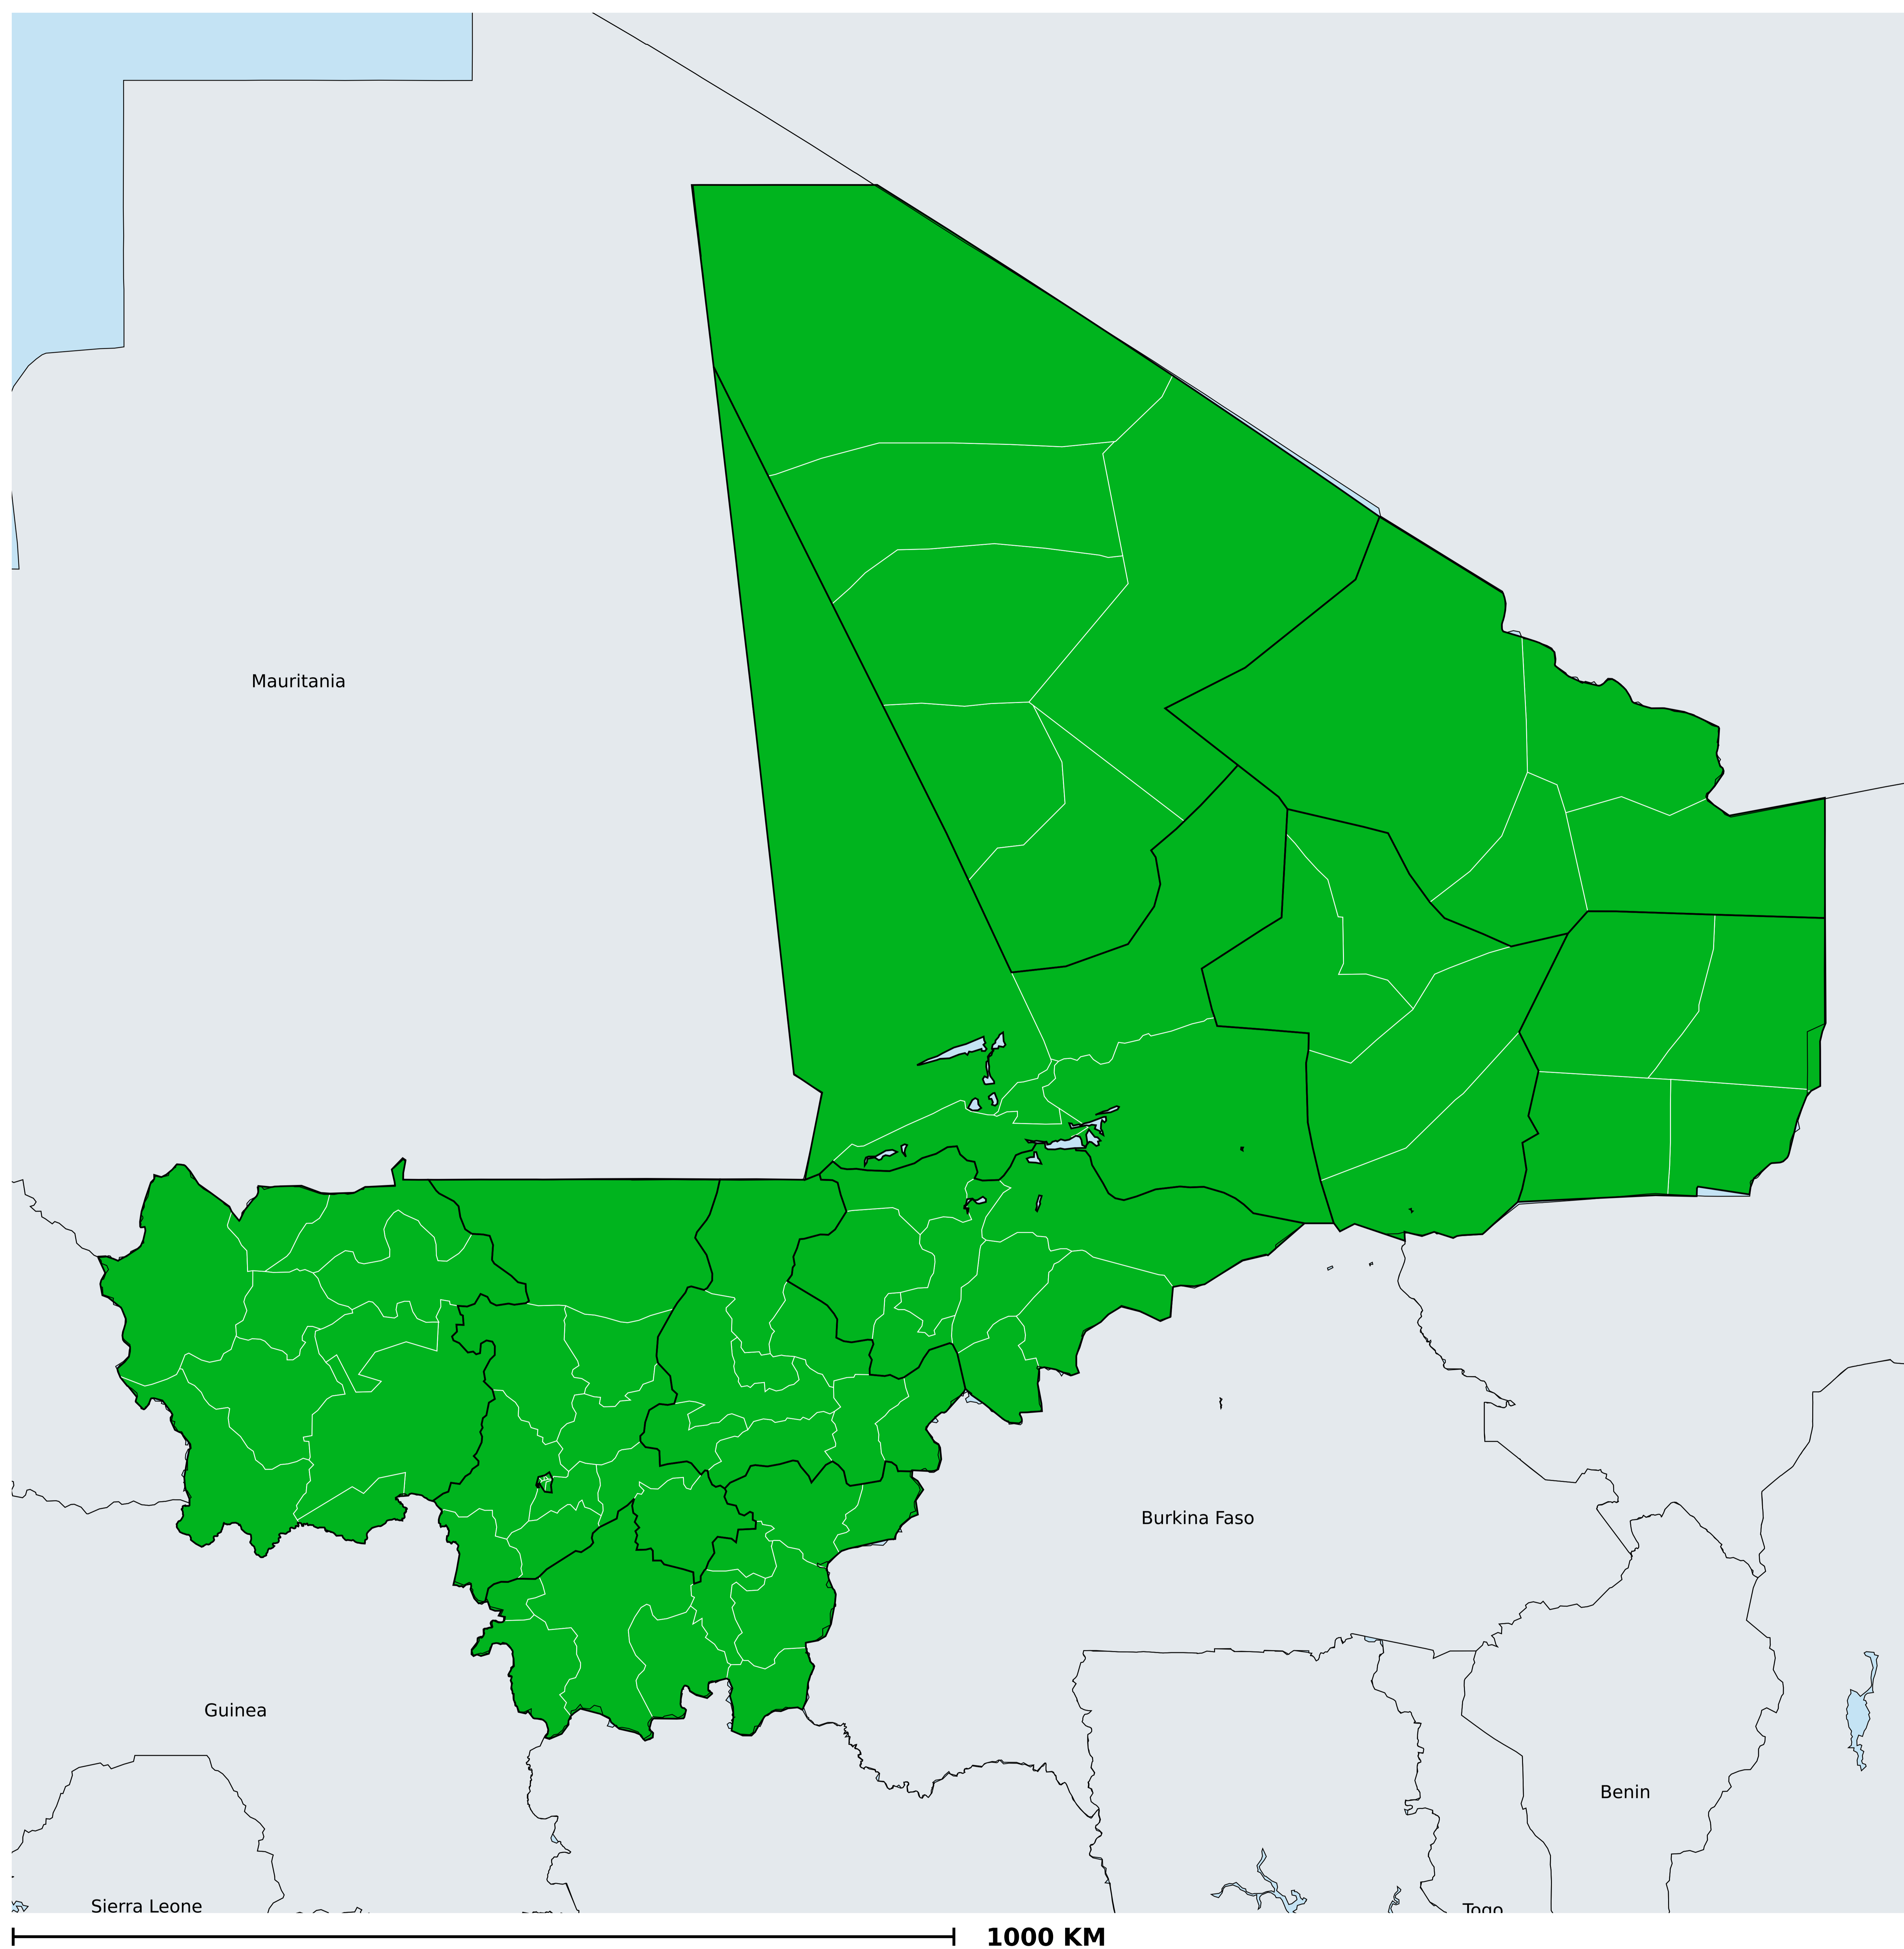 Mauritania
Burkina Faso
Guinea
Benin
Sierra Leone
Togo
1000 KM